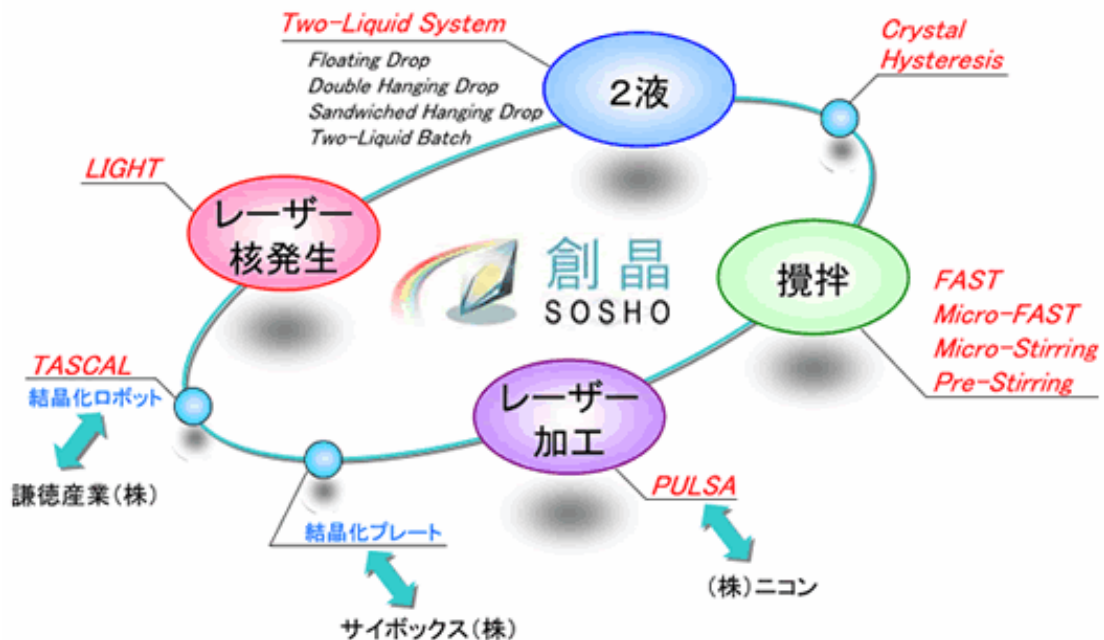 Two-Liquid System
Floating Drop
Double Hanging Drop
Sandwiched Hanging Drop
Two-Liquid Batch
2液
Crystal
Hysteresis
LIGHT
レーザー
核発生
創晶
SOSHO
攪拌
FAST
Micro-FAST
Micro-Stirring
Pre-Stirring
TASCAL
結晶化ロボット
謙徳産業(株)
レーザー
加工
PULSA
結晶化プレート
(株)ニコン
サイボックス(株)